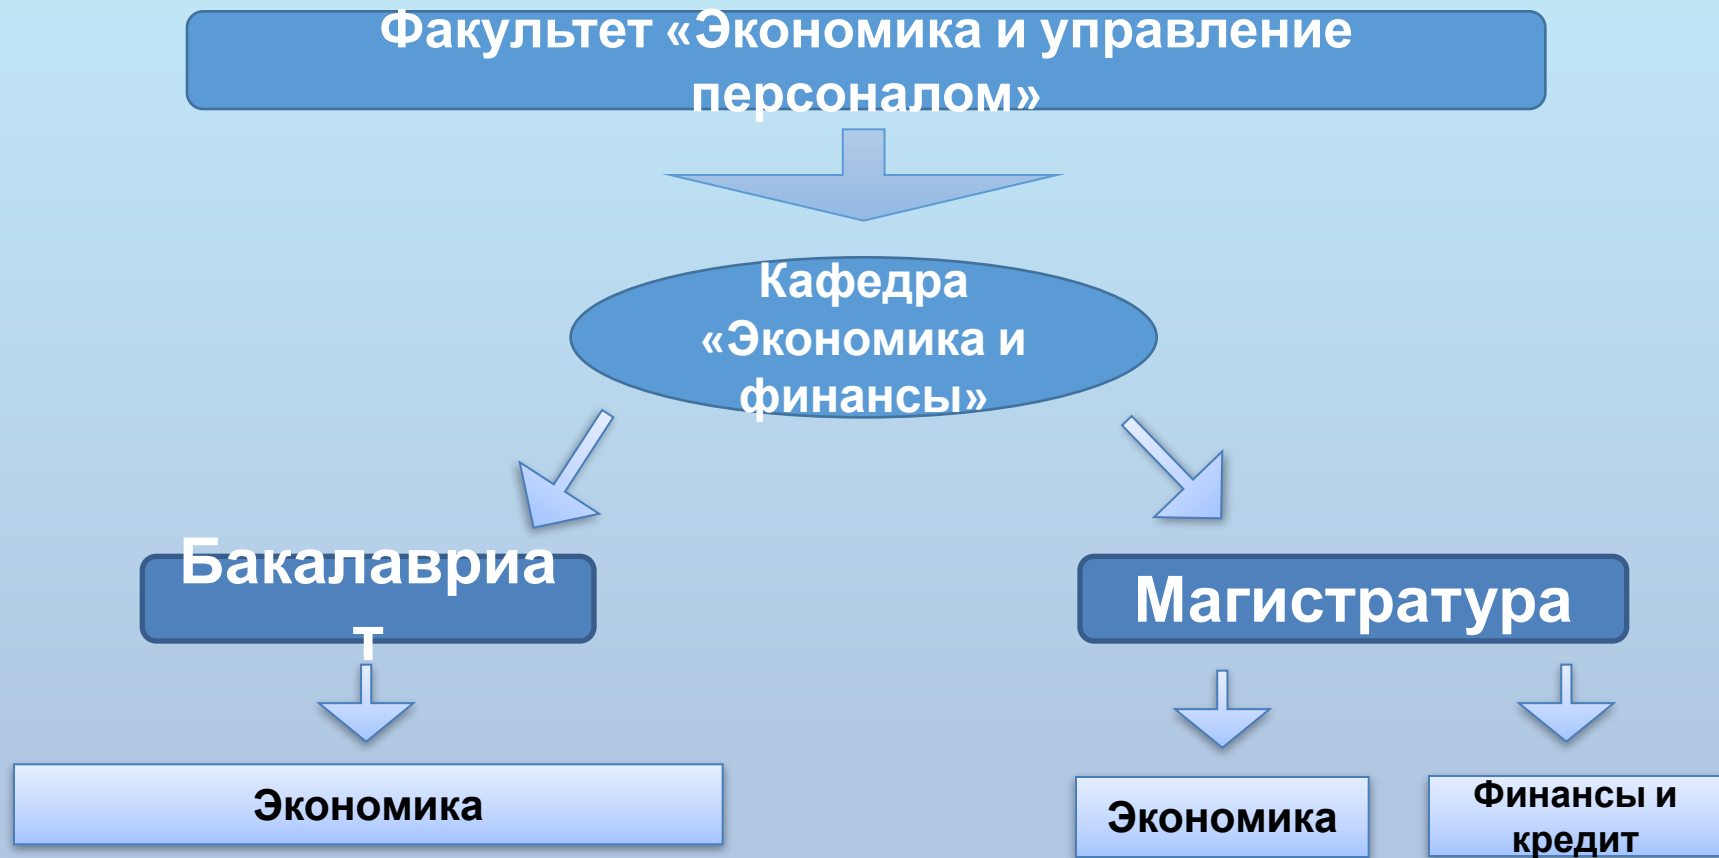 Факультет «Экономика и управление
персоналом»
Кафедра
«Экономика и
финансы»
Бакалавриа
т
Магистратура
Экономика
Экономика
Финансы и
кредит